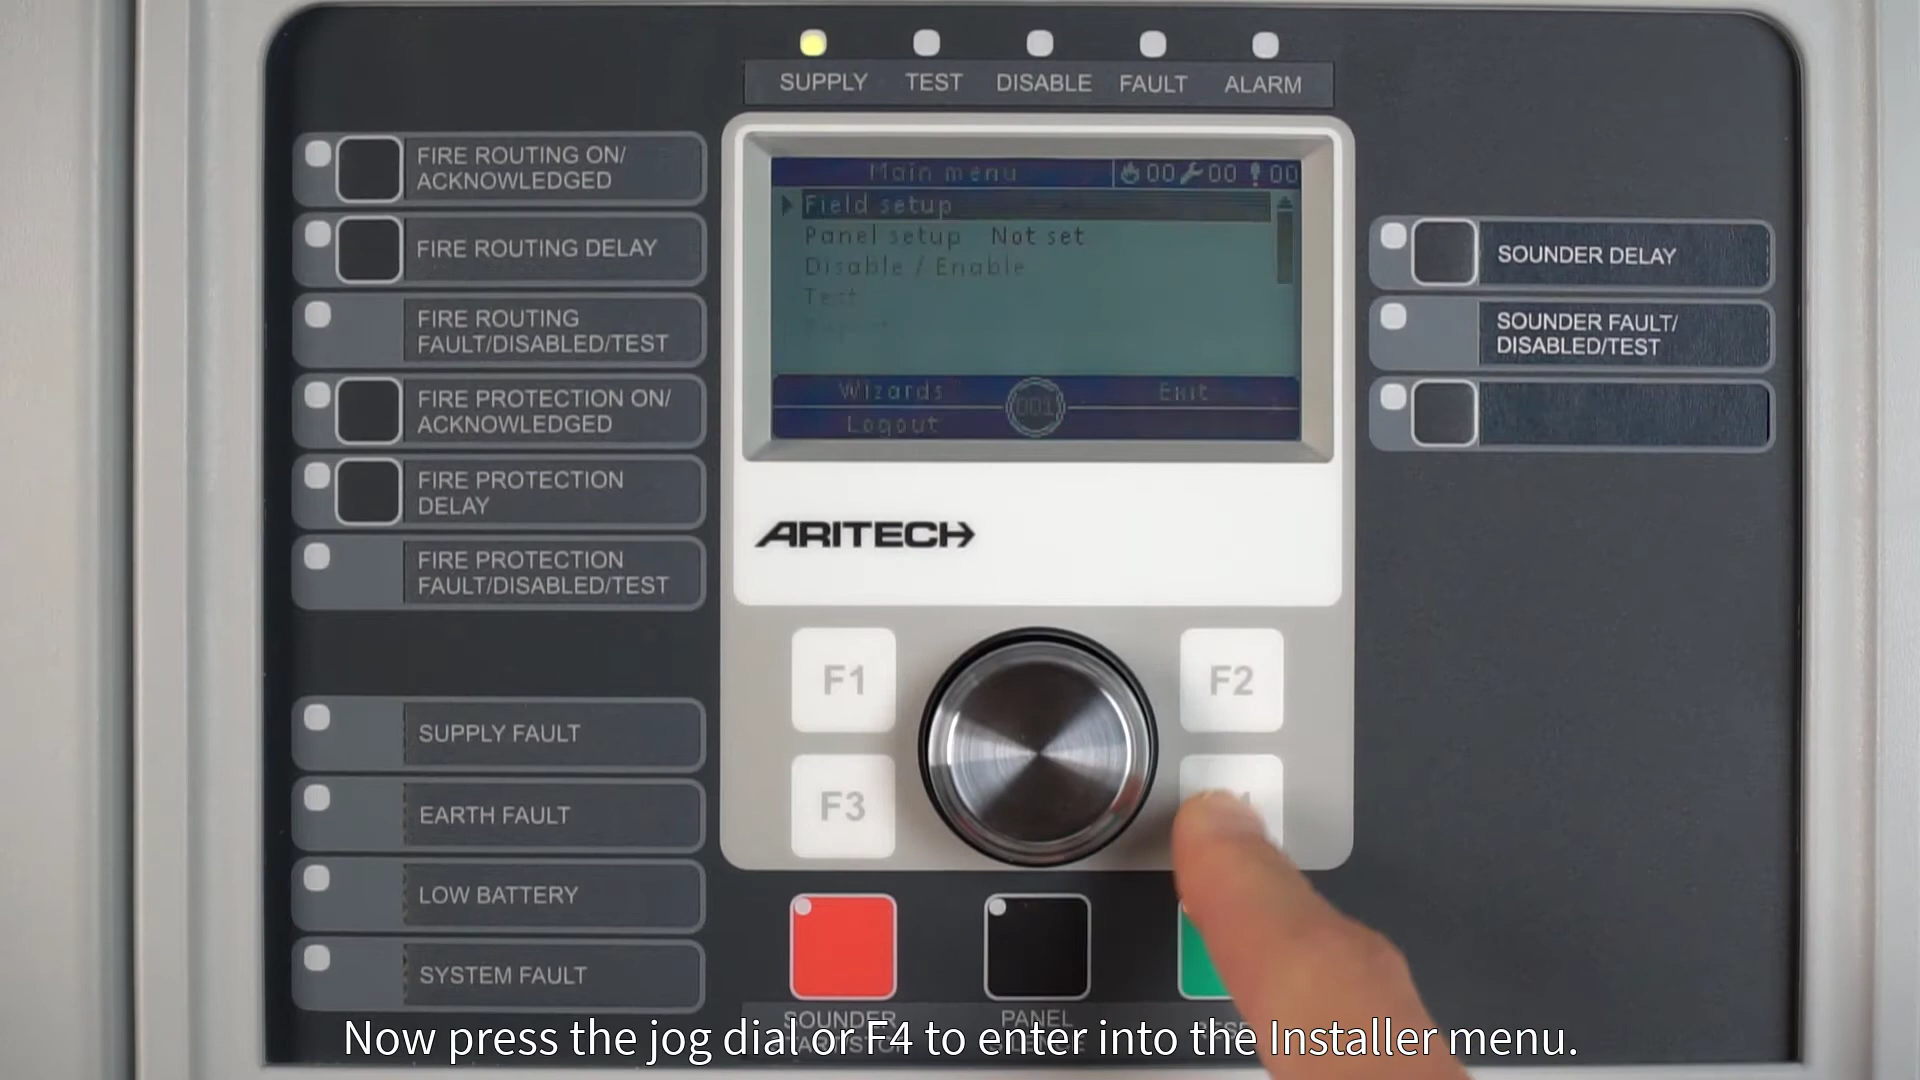 SUPPLY TEST DISABLE FAULT ALARM
FIRE ROUTING ON/
ACKNOWLEDGED
FIRE ROUTING DELAY
FIRE ROUTING
FAULT/DISABLED/TEST
FIRE PROTECTION ON/
ACKNOWLEDGED
FIRE PROTECTION
DELAY
FIRE PROTECTION
FAULT/DISABLED/TEST
SUPPLY FAULT
EARTH FAULT
LOW BATTERY
SYSTEM FAULT
Main menu 00 00 00
Field setup
Panel setup Not set
Disable / Enable
Test
Wizards Exit
001
Logout
ARITECH
F1 F2
F3
SOUNDER DELAY
SOUNDER FAULT/
DISABLED/TEST
SOUNDER PANEL
Now press the jog dial or F4 to enter into the Installer menu.